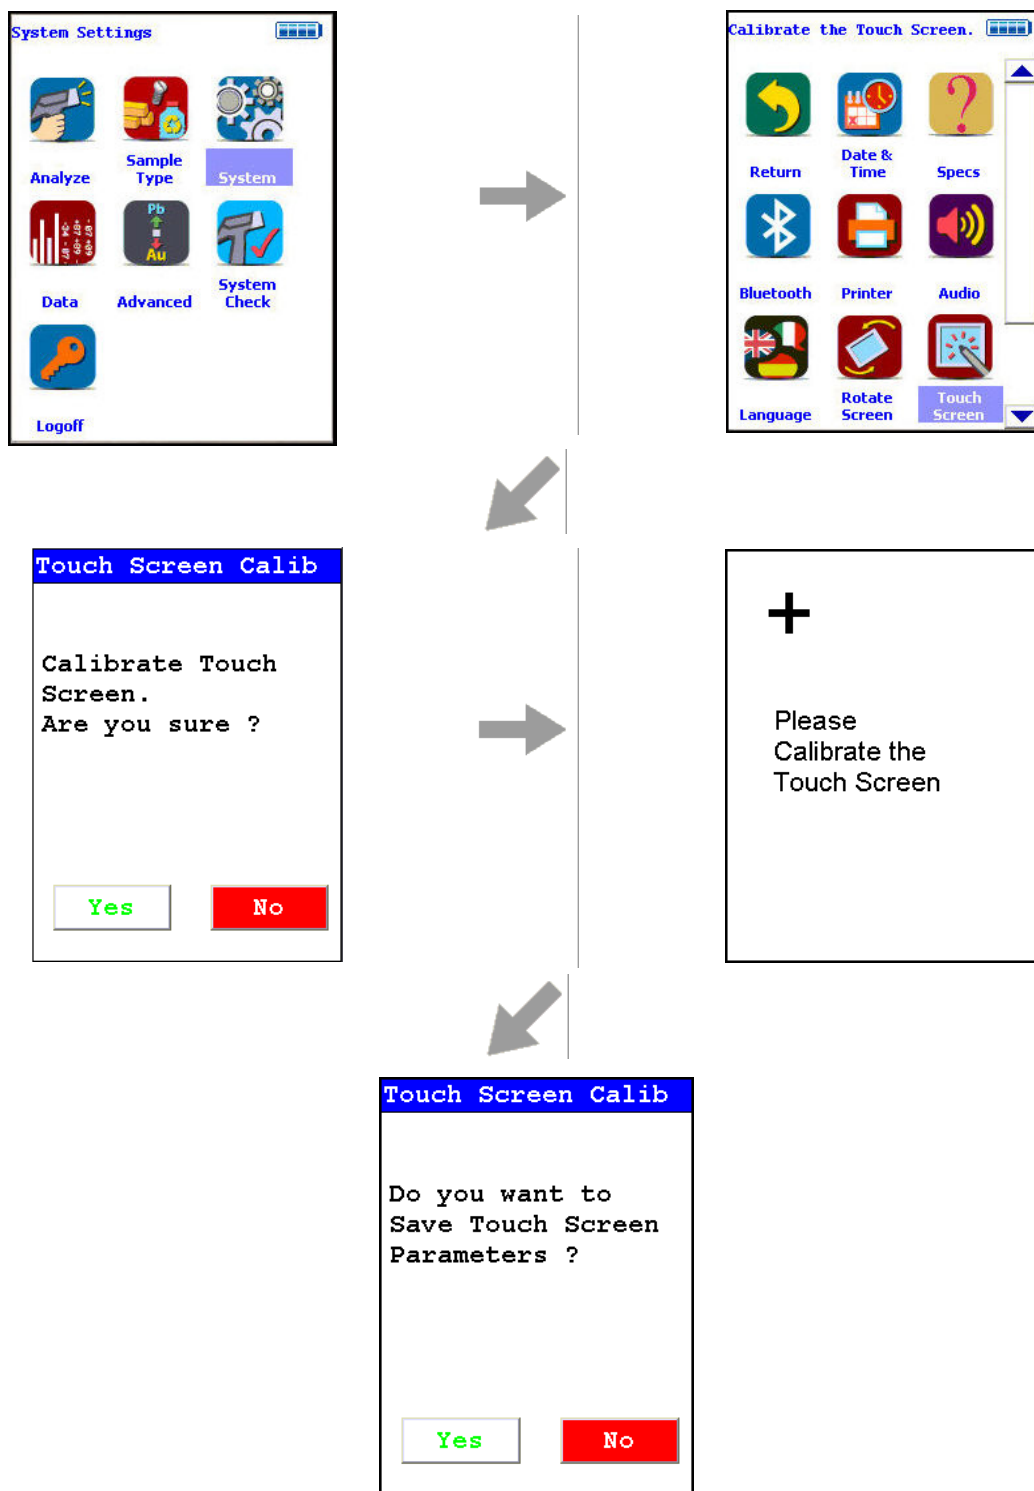 System Settings
Analyze
Sample
Type
System
Pb
Au
Data
Advanced
System
Check
Logoff
Calibrate the Touch Screen.
Return
Date &
Time
Specs
Bluetooth
Printer
Audio
Language
Rotate
Screen
Touch
Screen
Touch Screen Calib
Calibrate Touch
Screen.
Are you sure ?
Yes
No
Please
Calibrate the
Touch Screen
Touch Screen Calib
Do you want to
Save Touch Screen
Parameters ?
Yes
No